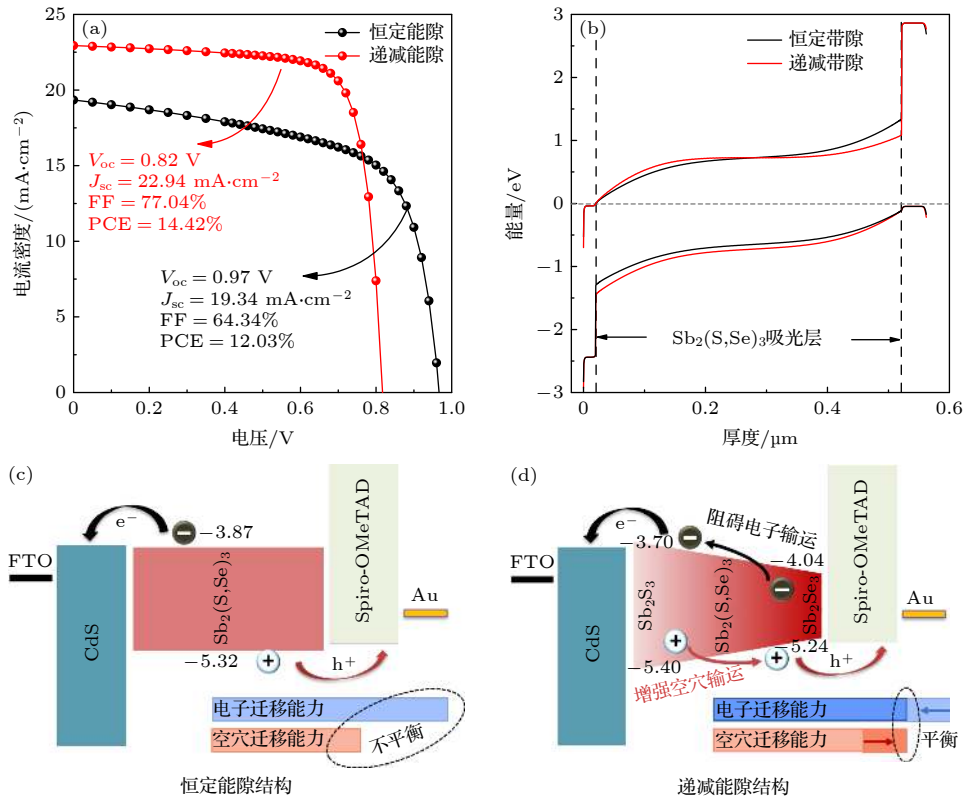 (a)
恒定能隙
递减能隙
25
20
15
10
5
0
0
0.2
0.4
0.6
0.8
1.0
电流密度/(mA·cm−2)
电压/V
Voc = 0.82 V
Jsc = 22.94 mA·cm−2
FF = 77.04%
PCE = 14.42%
Voc = 0.97 V
Jsc = 19.34 mA·cm−2
FF = 64.34%
PCE = 12.03%
(b)
恒定带隙
递减带隙
3
2
1
0
−1
−2
−3
0
0.2
0.4
0.6
能量/eV
厚度/μm
Sb2(S,Se)3吸光层
(c)
e−
−3.87
FTO
CdS
Sb2(S,Se)3
Spiro-OMeTAD
Au
−5.32
h+
电子迁移能力
空穴迁移能力
不平衡
恒定能隙结构
(d)
e−
阻碍电子输运
−3.70
−4.04
FTO
CdS
Sb2S3
Sb2(S,Se)3
Sb2Se3
Spiro-OMeTAD
Au
−5.40
−5.24
增强空穴输运
h+
电子迁移能力
空穴迁移能力
平衡
递减能隙结构